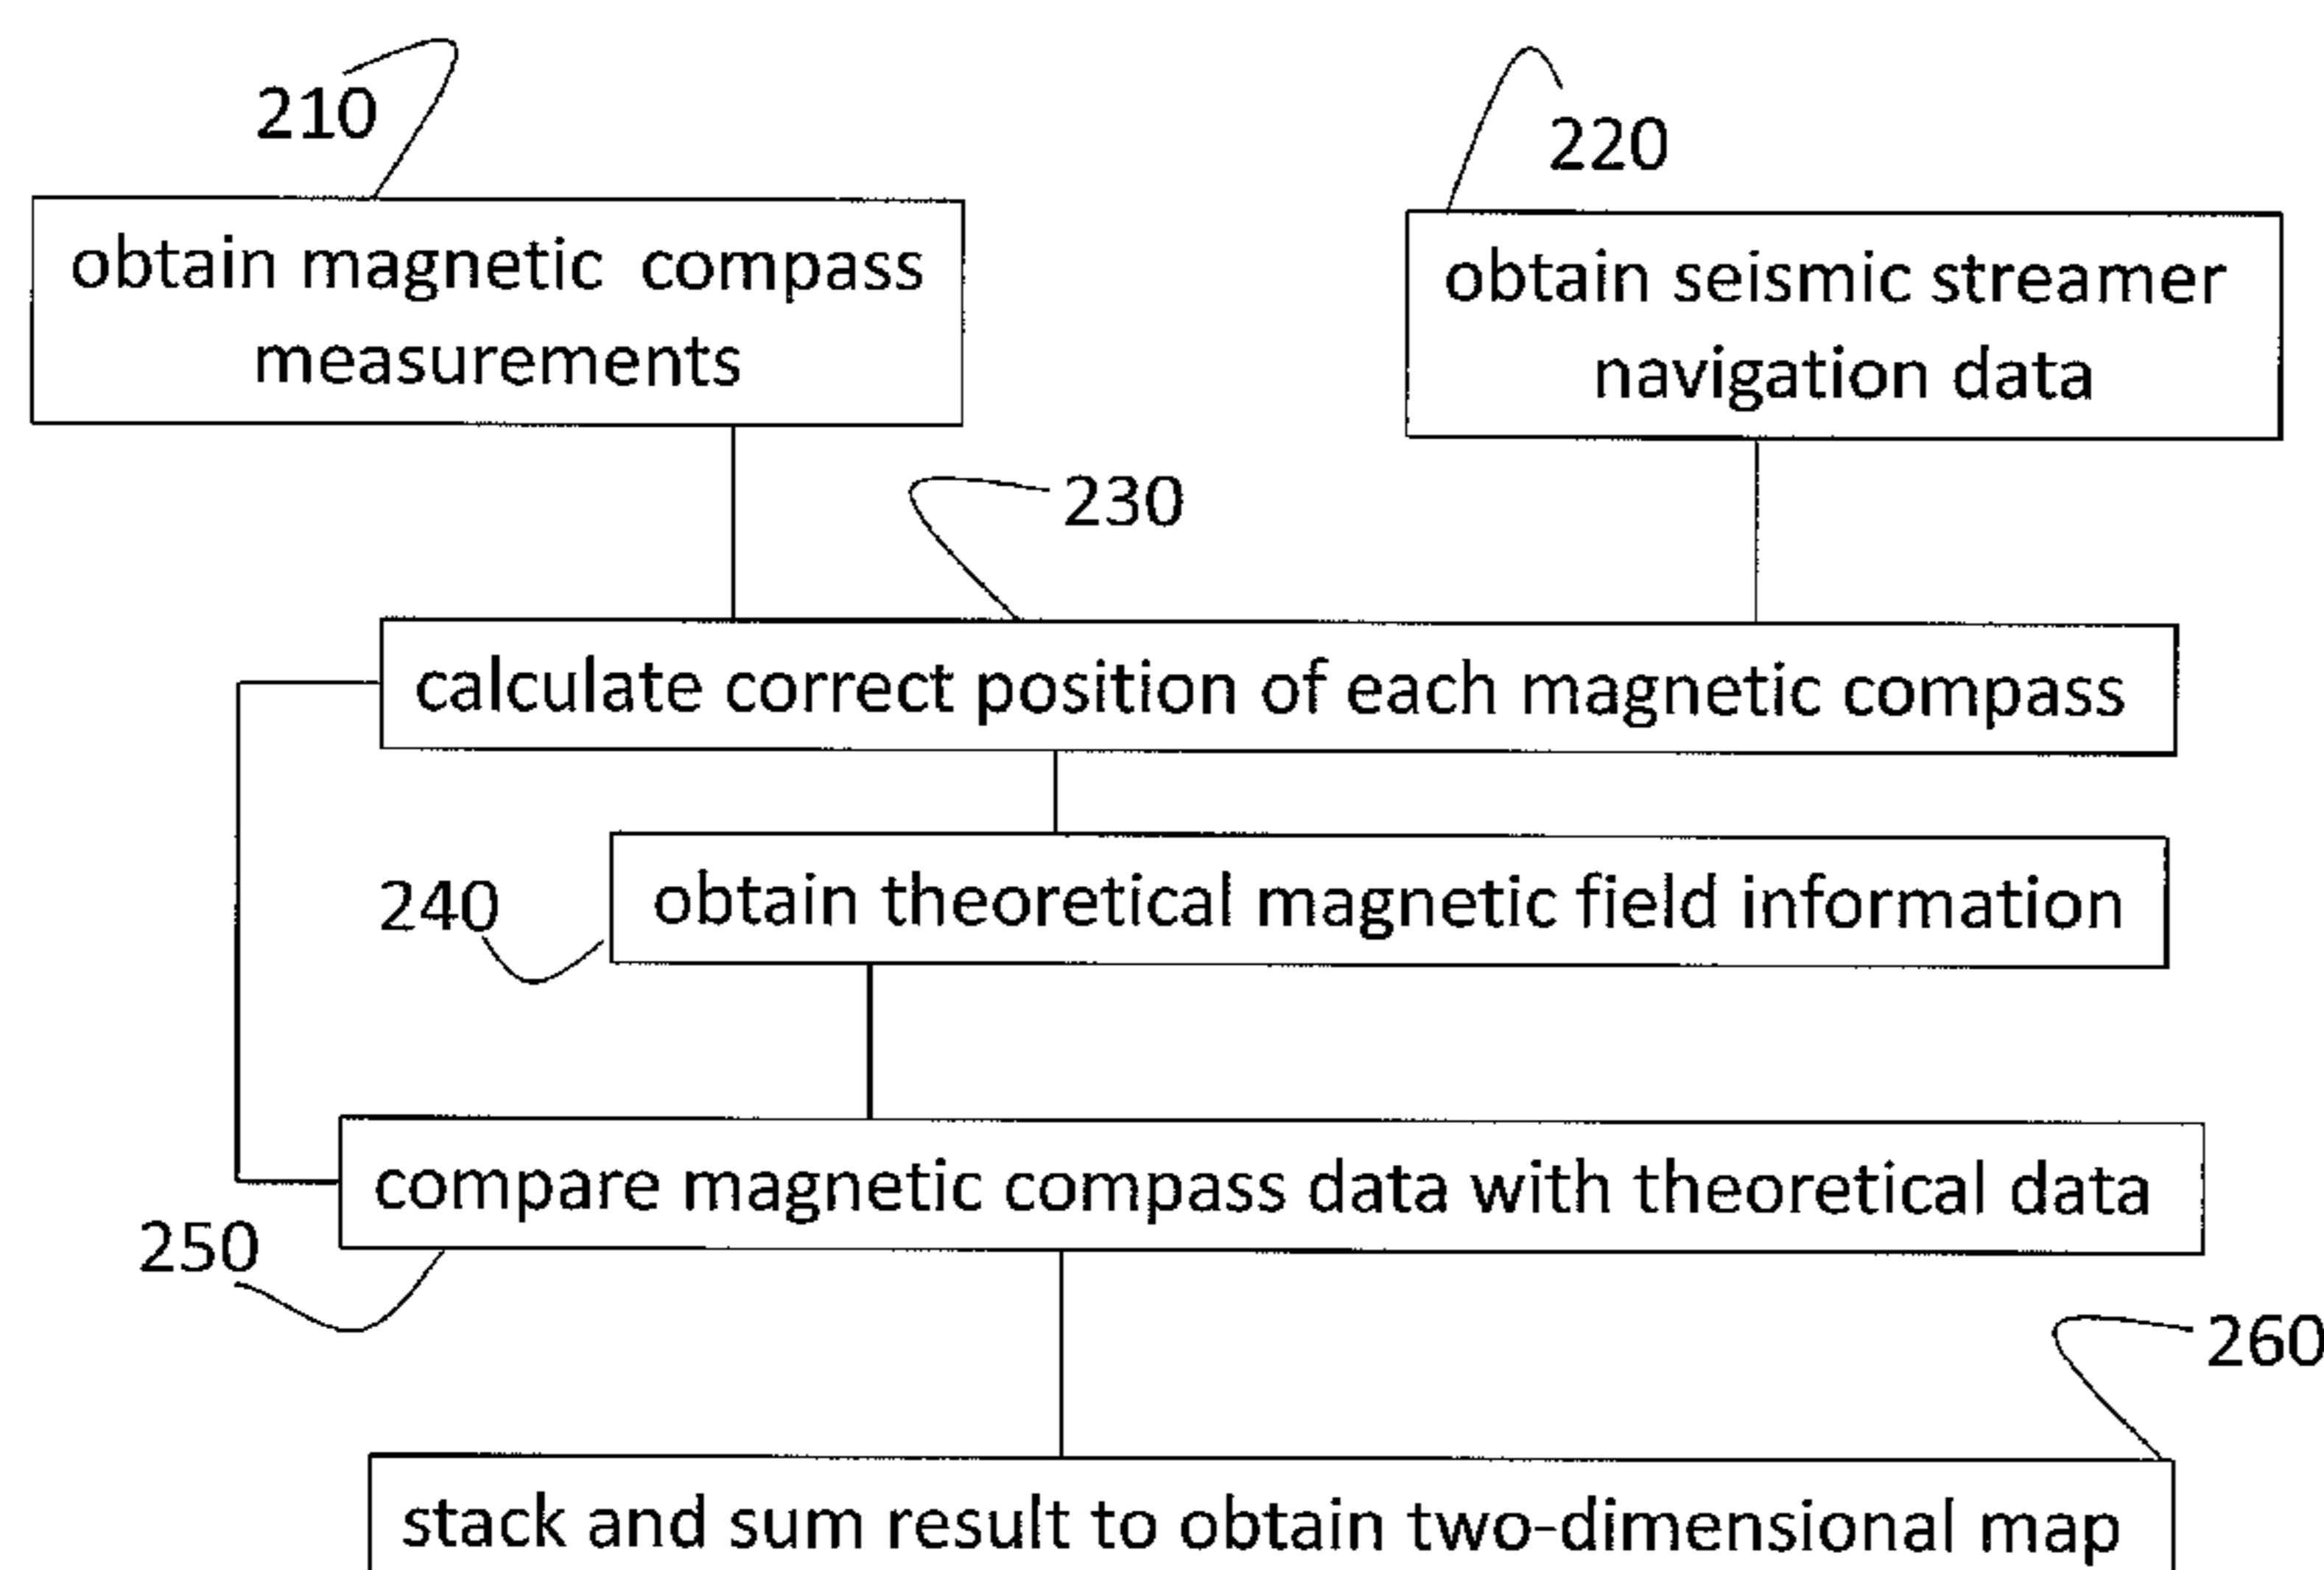 210
220
obtain magnetic compass
measurements
obtain seismic streamer
navigation data
230
calculate correct position of each magnetic compass
240
obtain theoretical magnetic field information
compare magnetic compass data with theoretical data
250
260
stack and sum result to obtain two-dimensional map